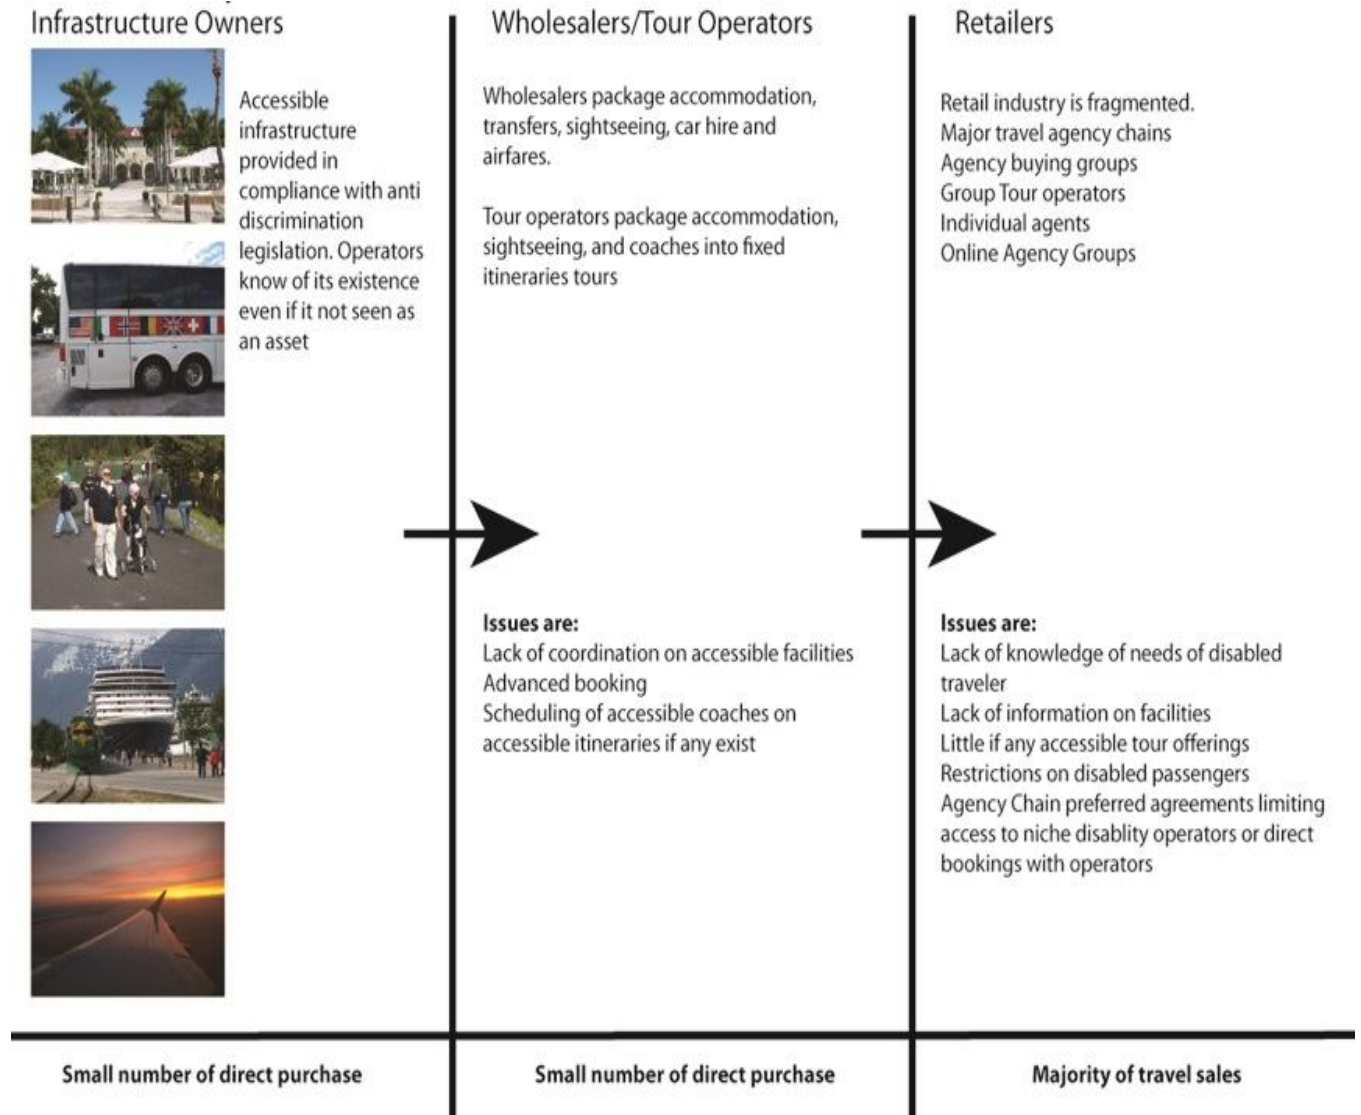 Infrastructure Owners
Accessible
infrastructure
provided in
compliance with anti
discrimination
legislation. Operators
know of its existence
even if it not seen as
an asset
Small number of direct purchase
Wholesalers/Tour Operators
Wholesalers package accommodation,
transfers, sightseeing, car hire and
airfares.
Tour operators package accommodation,
sightseeing, and coaches into fixed
itineraries tours
Issues are:
Lack of coordination on accessible facilities
Advanced booking
Scheduling of accessible coaches on
accessible itineraries if any exist
Small number of direct purchase
Retailers
Retail industry is fragmented.
Major travel agency chains
Agency buying groups
Group Tour operators
Individual agents
Online Agency Groups
Issues are:
Lack of knowledge of needs of disabled
traveler
Lack of information on facilities
Little if any accessible tour offerings
Restrictions on disabled passengers
Agency Chain preferred agreements limiting
access to niche disablity operators or direct
bookings with operators
Majority of travel sales